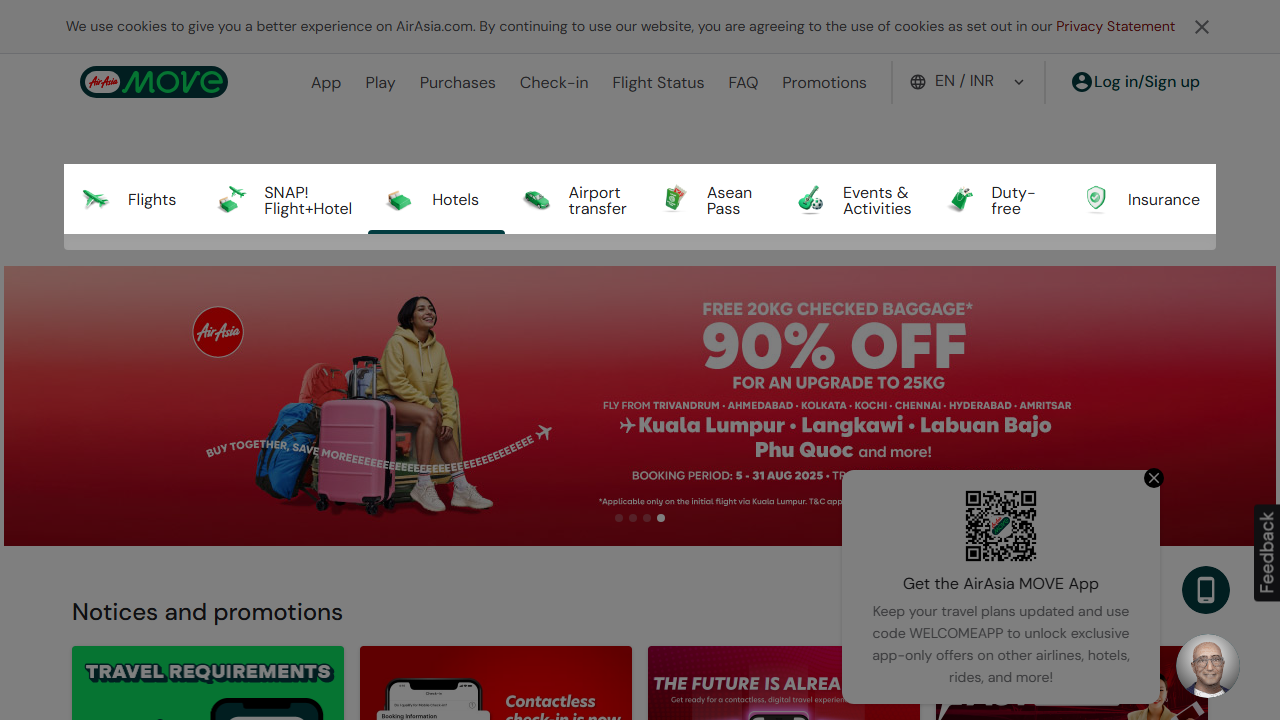 We use cookies to give you a better experience on AirAsia.com. By continuing to use our website, you are agreeing to the use of cookies as set out in our Privacy Statement
AirAsia MOVE
App
Play
Purchases
Check-in
Flight Status
FAQ
Promotions
EN / INR
Log in/Sign up
Flights
SNAP!
Flight+Hotel
Hotels
Airport
transfer
Asean
Pass
Events &
Activities
Duty-
free
Insurance
AirAsia
BUY TOGETHER, SAVE MOREEEEEEEEEEEEEEEEEEEEEEEEEE
FREE 20KG CHECKED BAGGAGE*
90% OFF
FOR AN UPGRADE TO 25KG
FLY FROM TRIVANDRUM • AHMEDABAD • KOLKATA • KOCHI • CHENNAI • HYDERABAD • AMRITSAR
Kuala Lumpur • Langkawi • Labuan Bajo
Phu Quoc and more!
BOOKING PERIOD: 5 - 31 AUG 2025 •
*Applicable only on the initial flight via Kuala Lumpur. T&C
Get the AirAsia MOVE App
Keep your travel plans updated and use
code WELCOMEAPP to unlock exclusive
app-only offers on other airlines, hotels,
rides, and more!
Feedback
Notices and promotions
TRAVEL REQUIREMENTS
Check-in
Booking Information
Contactless
check-in is now
THE FUTURE IS ALREA
Get ready for a contactless, digital travel experien